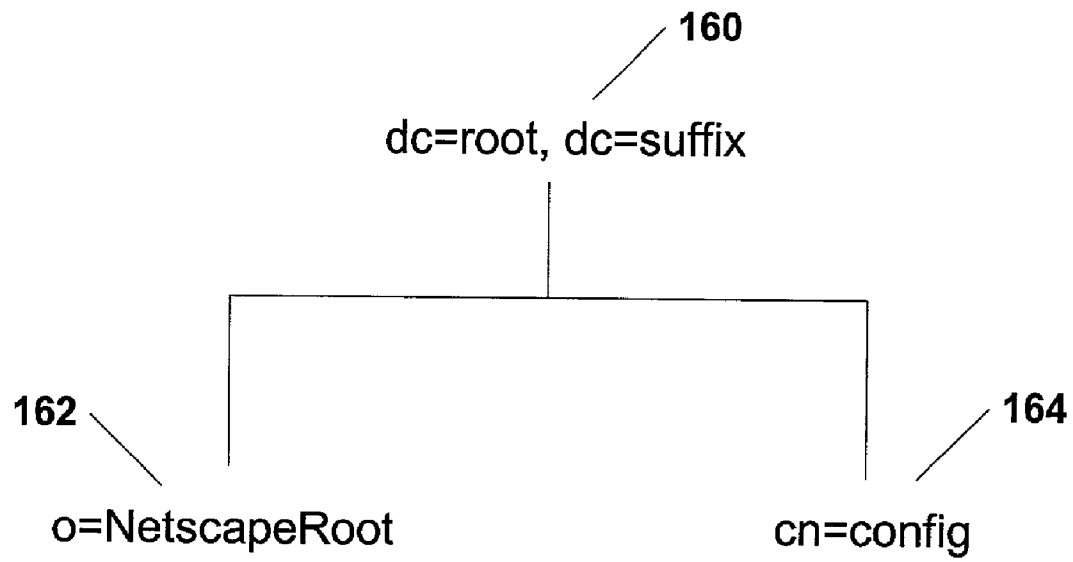 160
dc=root, dc=suffix
162
164
o=NetscapeRoot
cn=config